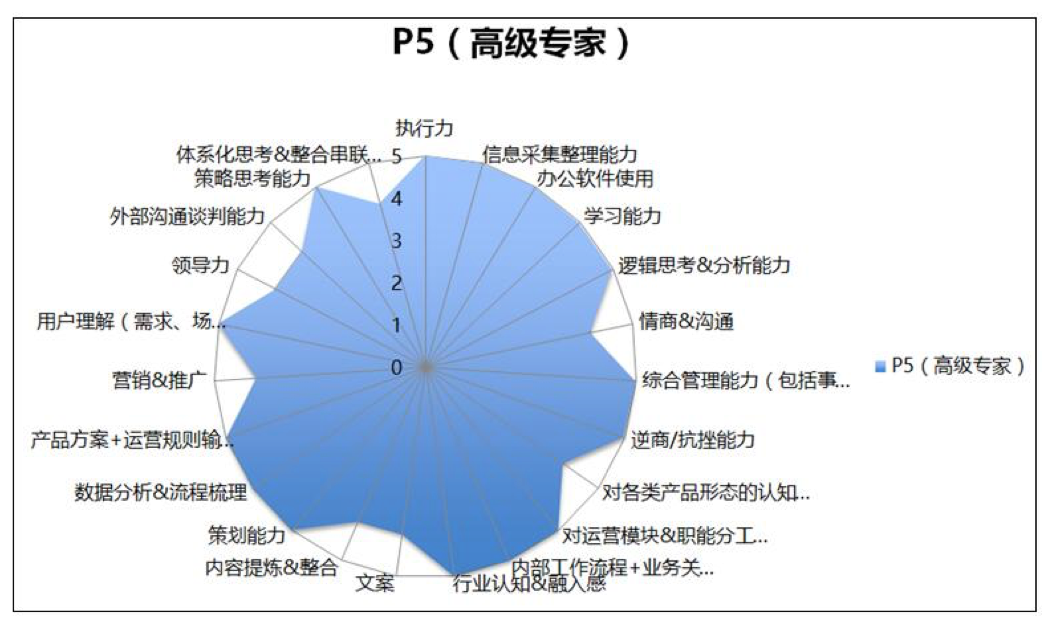 P5（高级专家）
执行力
信息采集整理能力
办公软件使用
学习能力
逻辑思考&分析能力
情商&沟通
综合管理能力（包括事...
逆商/抗挫能力
对各类产品形态的认知...
对运营模块&职能分工...
内部工作流程+业务关...
行业认知&融入感
文案
内容提炼&整合
策划能力
数据分析&流程梳理
产品方案+运营规则输...
营销&推广
用户理解（需求、场...
领导力
外部沟通谈判能力
策略思考能力
体系化思考&整合串联...
5
4
3
2
1
0
P5（高级专家）